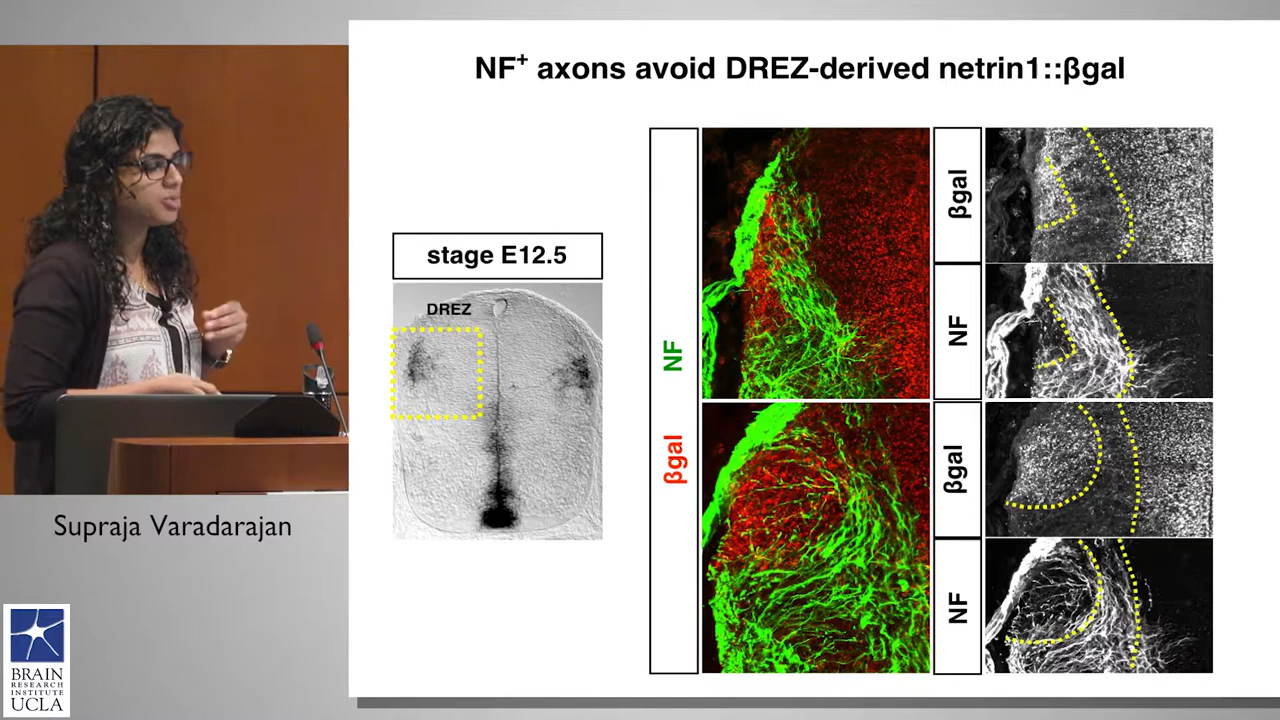 NF+ axons avoid DREZ-derived netrin1::βgal
stage E12.5
DREZ
NF
βgal
βgal
NF
βgal
NF
Supraja Varadarajan
BRAIN
RESEARCH
INSTITUTE
UCLA